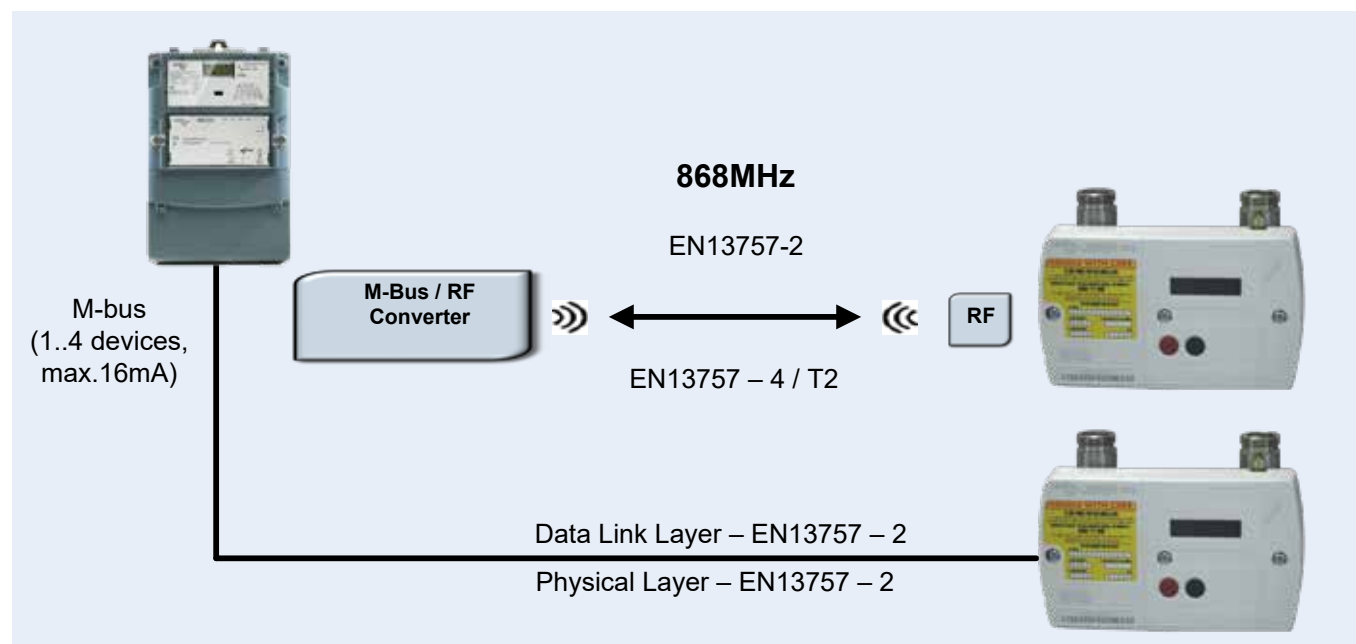 868MHz
EN13757-2
M-Bus / RF
Converter
RF
M-bus
(1..4 devices,
max.16mA)
EN13757 – 4 / T2
Data Link Layer – EN13757 – 2
Physical Layer – EN13757 – 2